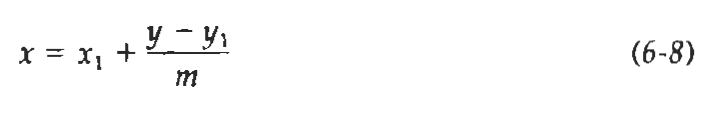 x = x₁ + (y − y₁)/m (6-8)